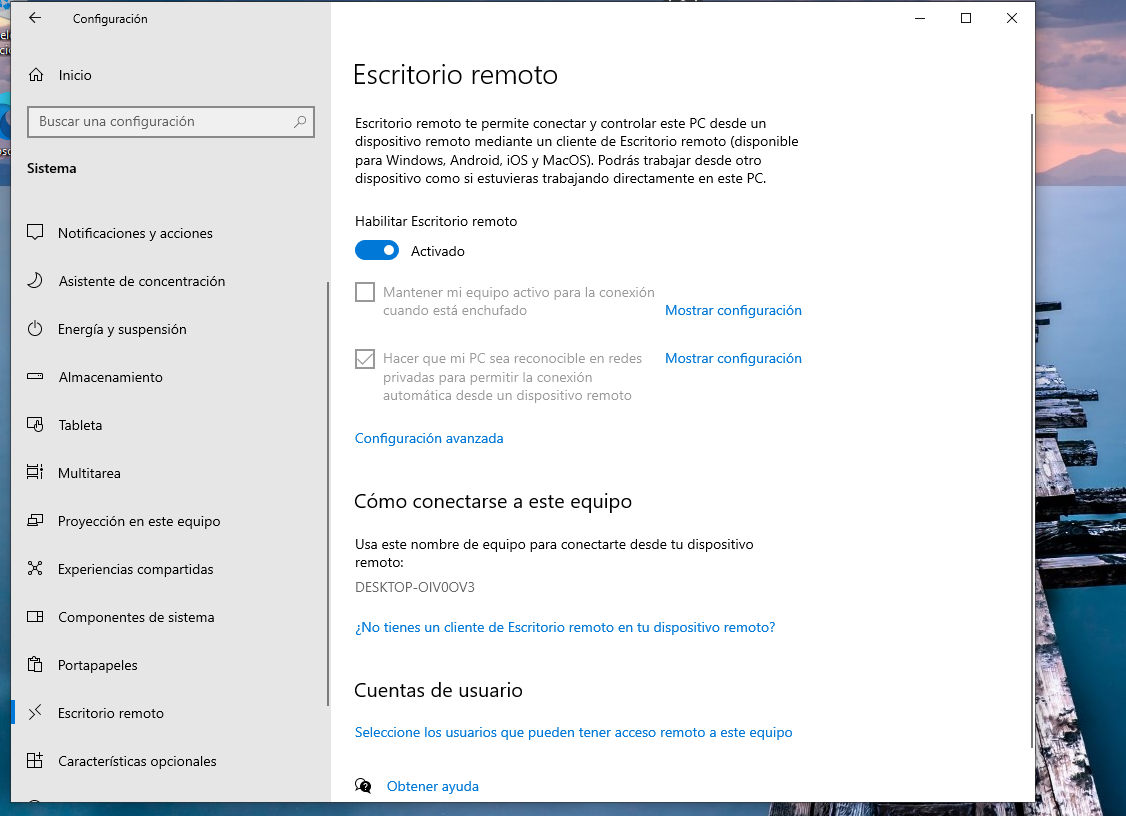 Configuración
Inicio
Buscar una configuración
Sistema
Notificaciones y acciones
Asistente de concentración
Energía y suspensión
Almacenamiento
Tableta
Multitarea
Proyección en este equipo
Experiencias compartidas
Componentes de sistema
Portapapeles
Escritorio remoto
Características opcionales
Escritorio remoto
Escritorio remoto te permite conectar y controlar este PC desde un
dispositivo remoto mediante un cliente de Escritorio remoto (disponible
para Windows, Android, iOS y MacOS). Podrás trabajar desde otro
dispositivo como si estuvieras trabajando directamente en este PC.
Habilitar Escritorio remoto
Activado
Mantener mi equipo activo para la conexión
cuando está enchufado
Mostrar configuración
Hacer que mi PC sea reconocible en redes
privadas para permitir la conexión
automática desde un dispositivo remoto
Mostrar configuración
Configuración avanzada
Cómo conectarse a este equipo
Usa este nombre de equipo para conectarte desde tu dispositivo
remoto:
DESKTOP-OIV0OV3
¿No tienes un cliente de Escritorio remoto en tu dispositivo remoto?
Cuentas de usuario
Seleccione los usuarios que pueden tener acceso remoto a este equipo
Obtener ayuda